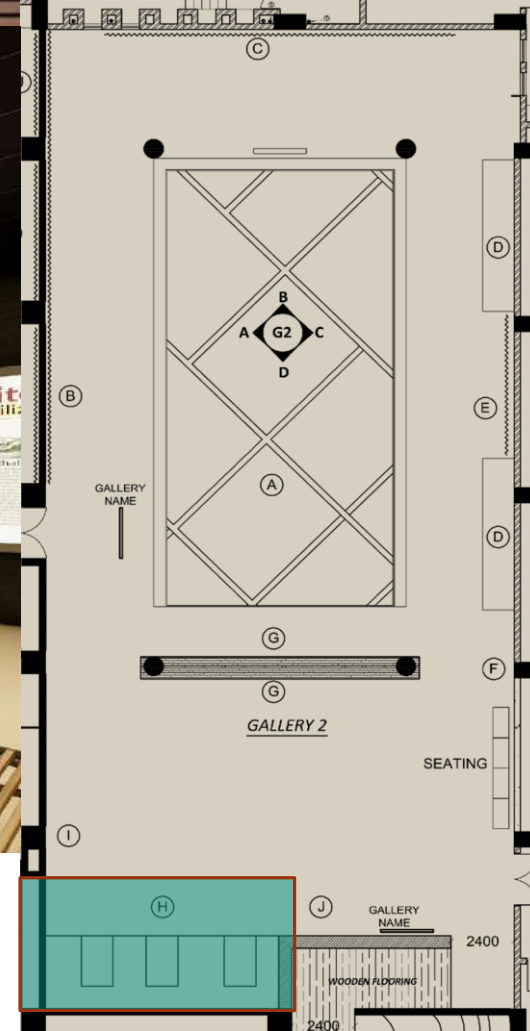 C
D
B
A G2 C
D
B
E
GALLERY
NAME
A
D
G
F
G
GALLERY 2
SEATING
I
H
J
GALLERY
NAME
2400
WOODEN FLOORING
2400